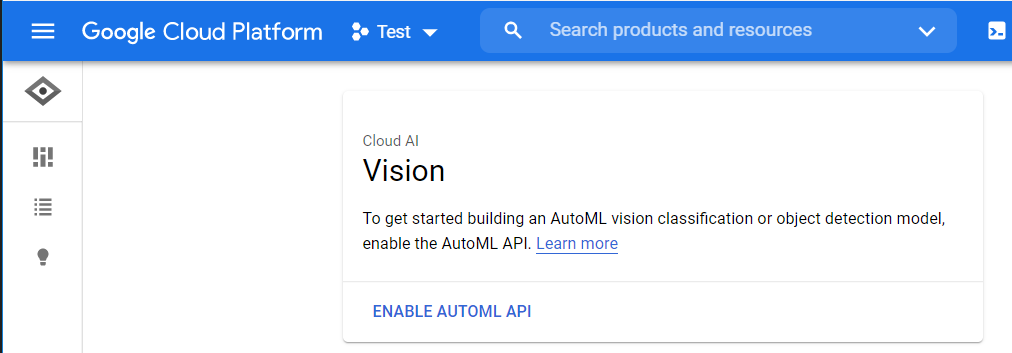 Google Cloud Platform
Test
Search products and resources
Cloud AI
Vision
To get started building an AutoML vision classification or object detection model,
enable the AutoML API. Learn more
ENABLE AUTOML API